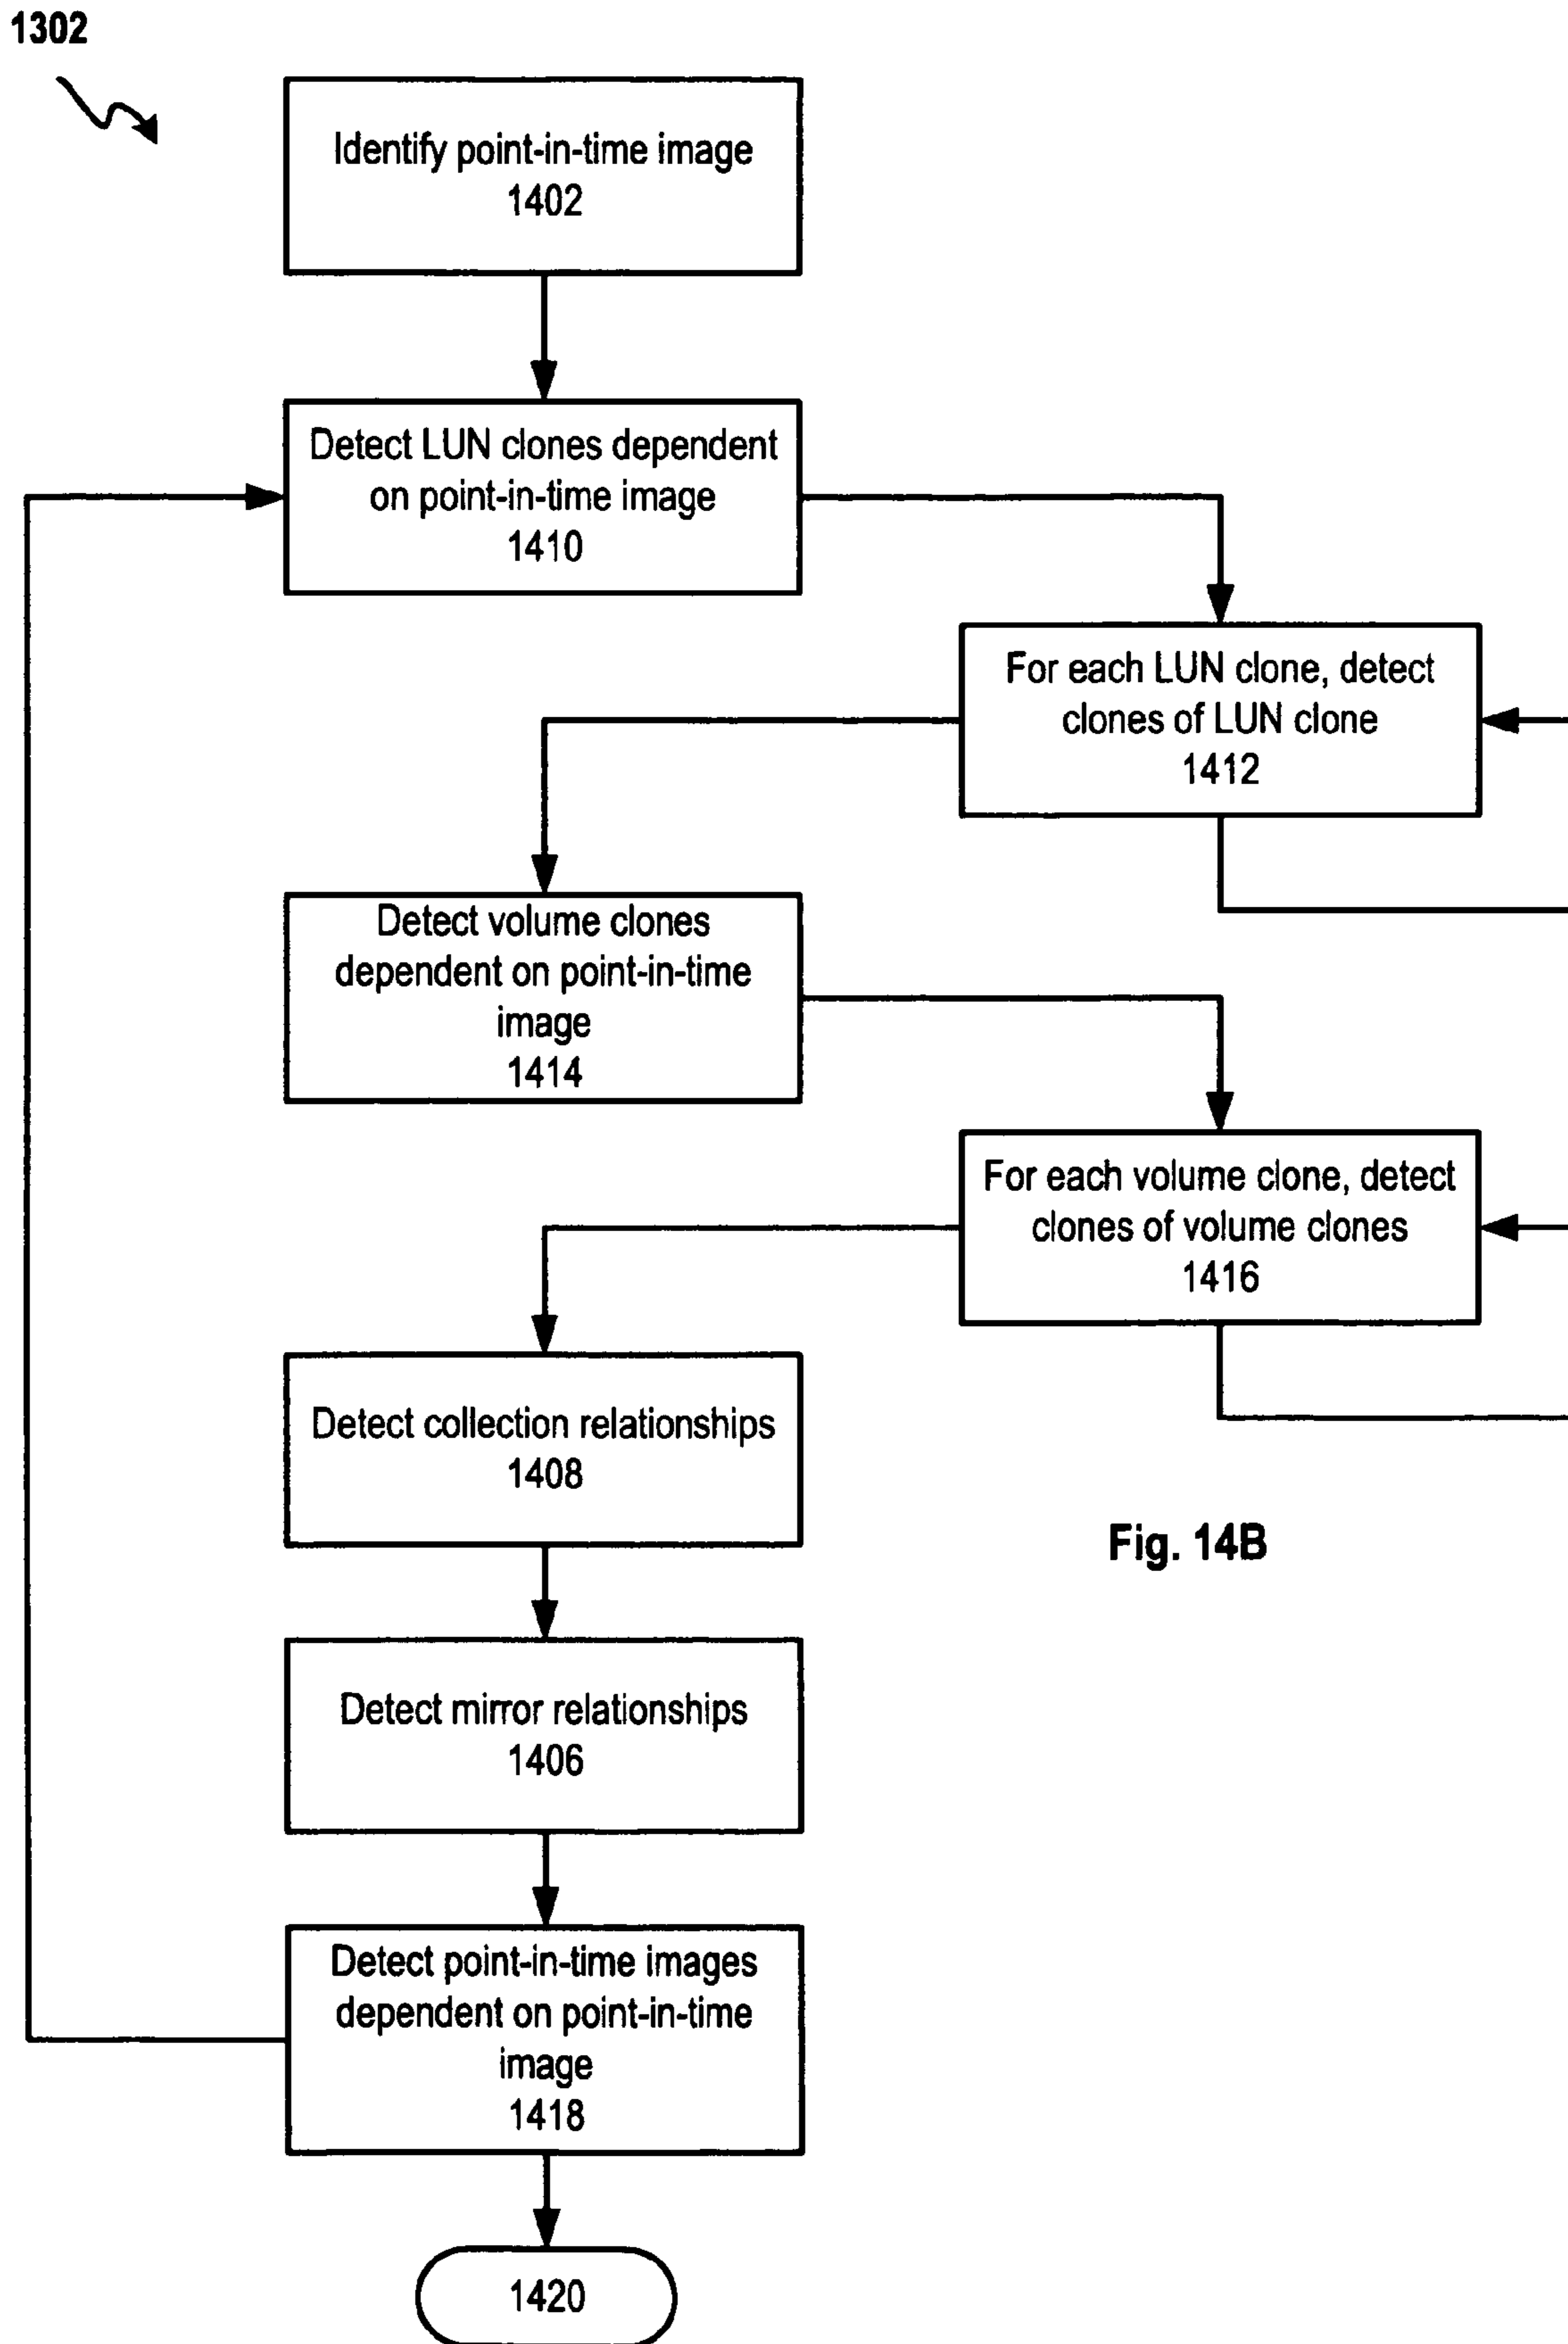 1302
Identify point-in-time image
1402
Detect LUN clones dependent
on point-in-time image
1410
For each LUN clone, detect
clones of LUN clone
1412
Detect volume clones
dependent on point-in-time
image
1414
For each volume clone, detect
clones of volume clones
1416
Detect collection relationships
1408
Fig. 14B
Detect mirror relationships
1406
Detect point-in-time images
dependent on point-in-time
image
1418
1420